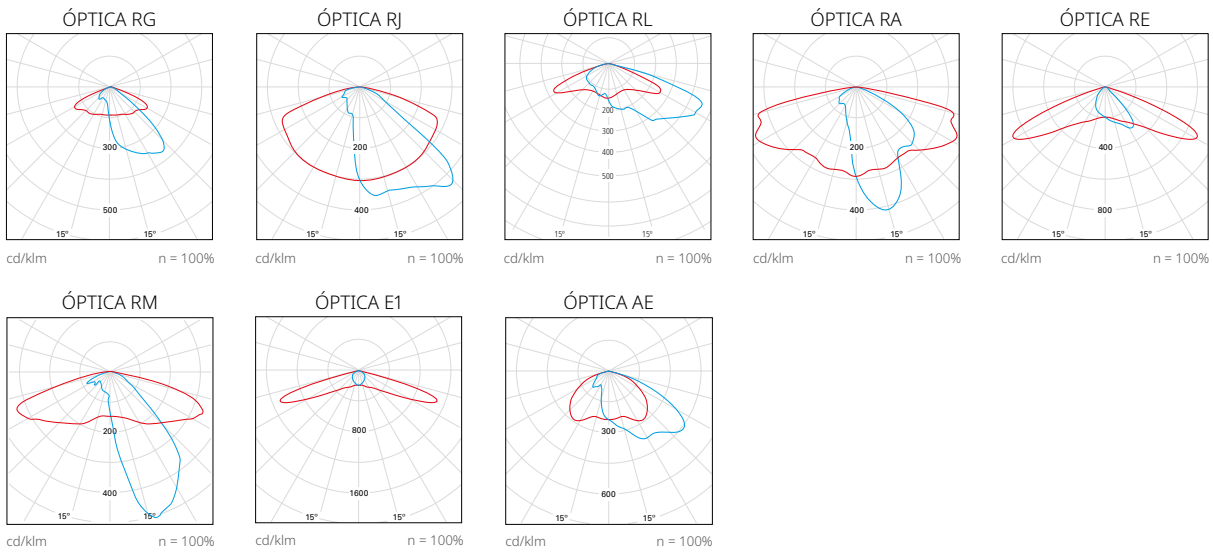 ÓPTICA RG
300
500
15°
15°
cd/klm
n = 100%
ÓPTICA RJ
200
400
15°
15°
cd/klm
n = 100%
ÓPTICA RL
200
300
400
500
15°
15°
cd/klm
n = 100%
ÓPTICA RA
200
400
15°
15°
cd/klm
n = 100%
ÓPTICA RE
400
800
15°
15°
cd/klm
n = 100%
ÓPTICA RM
200
400
15°
15°
cd/klm
n = 100%
ÓPTICA E1
800
1600
15°
15°
cd/klm
n = 100%
ÓPTICA AE
300
600
15°
15°
cd/klm
n = 100%